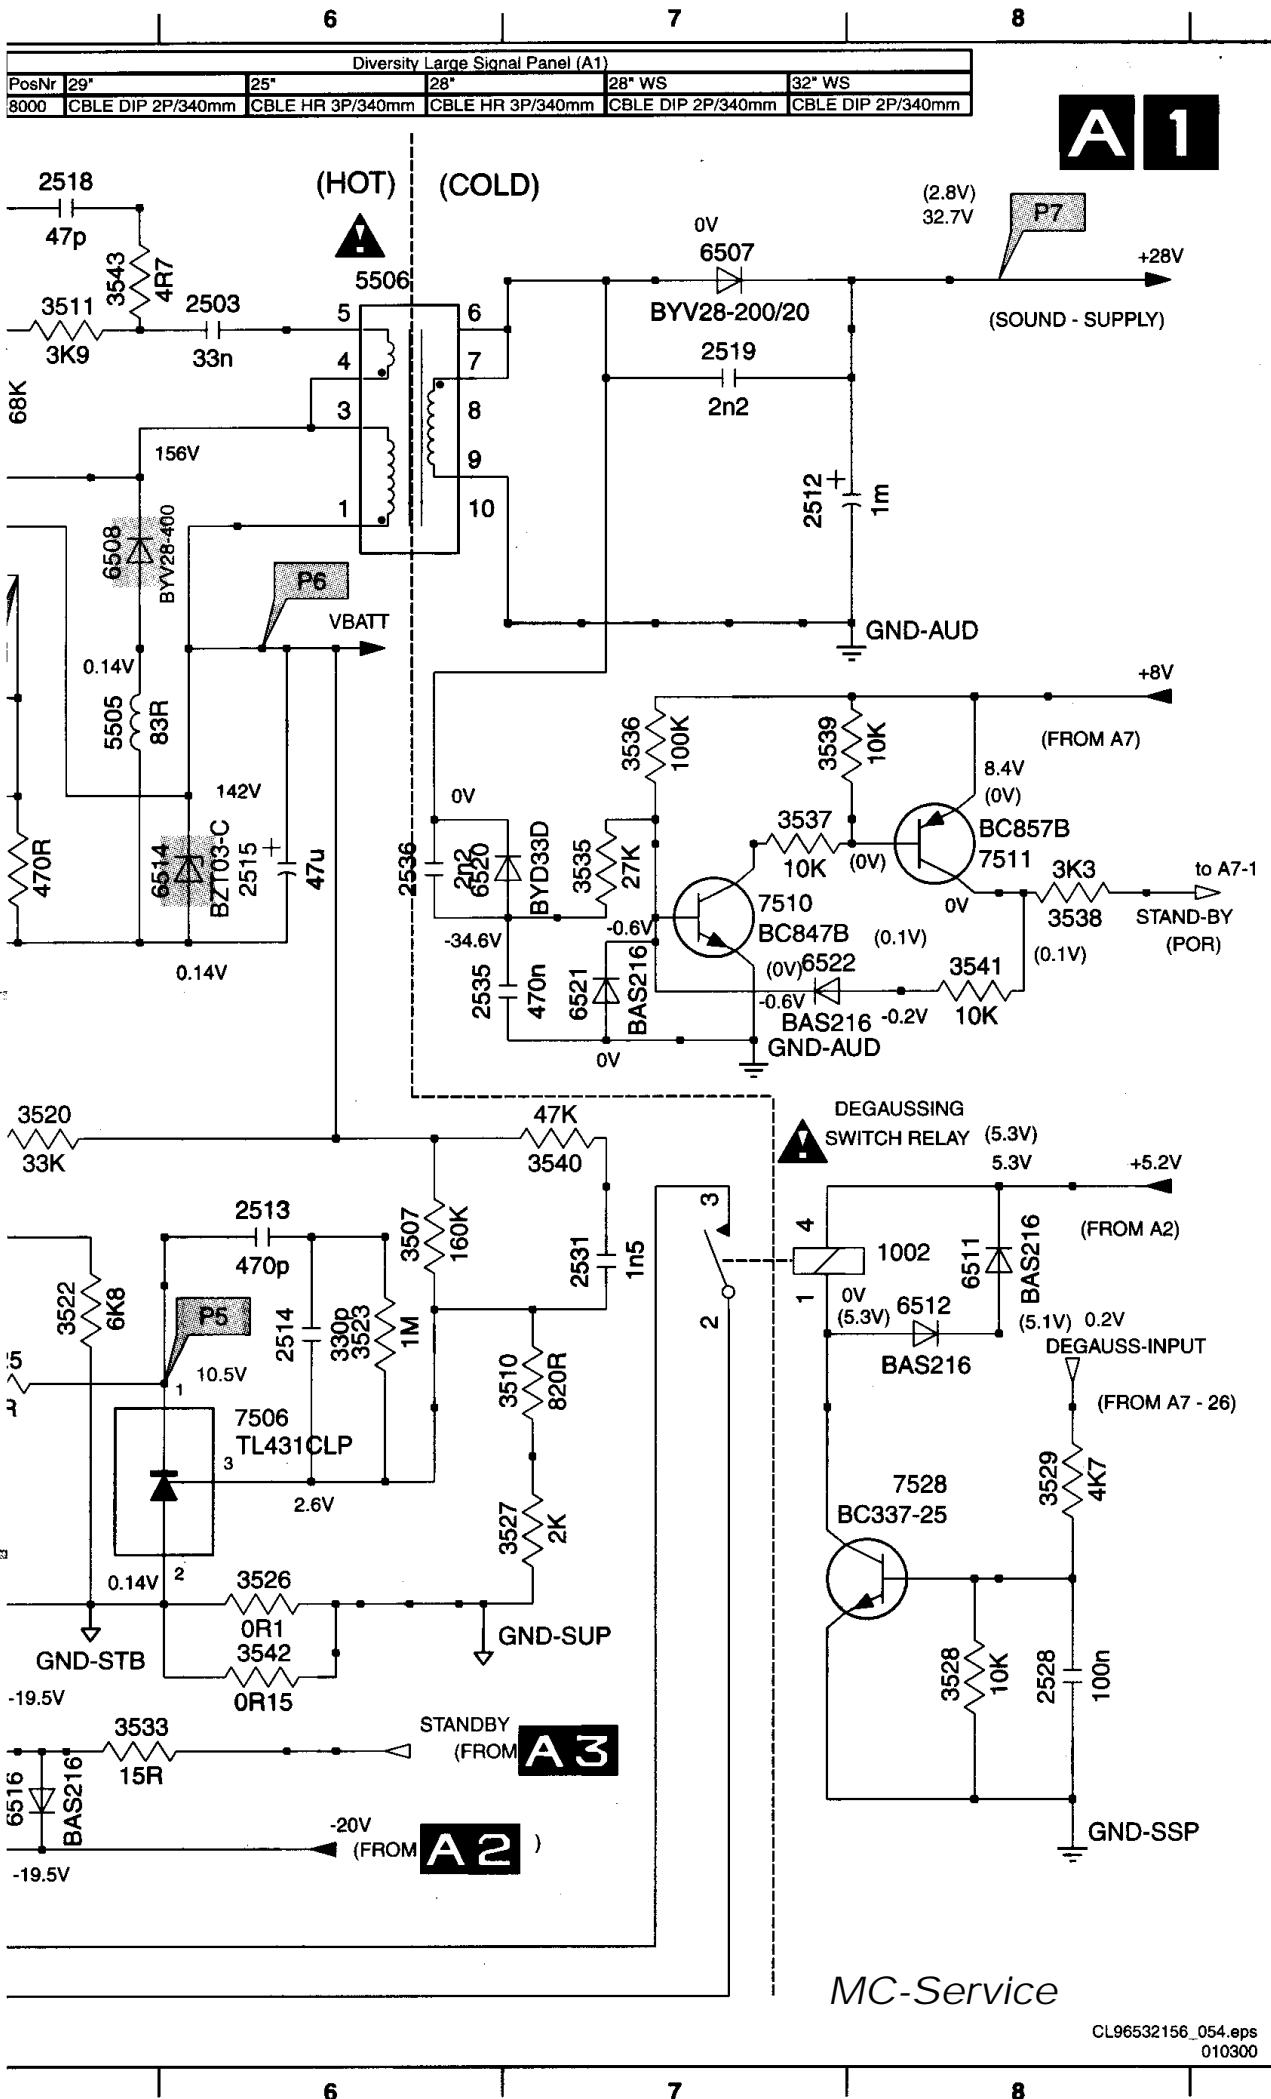 6 7 8
Diversity Large Signal Panel (A1)
PosNr 29" 25" 28" 28" WS 32" WS
8000 CBLE DIP 2P/340mm CBLE HR 3P/340mm CBLE HR 3P/340mm CBLE DIP 2P/340mm CBLE DIP 2P/340mm
A 1
(HOT) (COLD)
2518
47p
3543
4R7
3511
3K9
2503
33n
68K
5506
5
4
3
1
6
7
8
9
10
0V
6507
BYV28-200/20
2519
2n2
(2.8V)
32.7V
P7
+28V
(SOUND - SUPPLY)
2512
+
1m
GND-AUD
156V
6508
BYV28-400
P6
VBATT
0.14V
5505
83R
142V
6514
BZT03-C
2515
+
47u
470R
0.14V
+8V
(FROM A7)
3536
100K
3539
10K
8.4V
(0V)
BC857B
7511
3537
10K
(0V)
0V
2536
2n2
6520
BYD33D
3535
27K
0V
-34.6V
-0.6V
7510
BC847B
0V
3K3
3538
to A7-1
STAND-BY
(POR)
(0.1V)
(0.1V)
2535
470n
6521
BAS216
(0V)
6522
-0.6V
BAS216
-0.2V
3541
10K
GND-AUD
3520
33K
47K
3540
DEGAUSSING
SWITCH RELAY
(5.3V)
5.3V
+5.2V
(FROM A2)
2513
470p
3507
160K
2531
1n5
3
2
4
1
1002
6511
BAS216
0V
(5.3V)
6512
BAS216
(5.1V) 0.2V
DEGAUSS-INPUT
(FROM A7 - 26)
3522
6K8
P5
2514
330p
3523
1M
3510
820R
5
R
1
10.5V
7506
TL431CLP
3
2.6V
3527
2K
7528
BC337-25
3529
4K7
0.14V
2
3526
0R1
3542
0R15
GND-STB
GND-SUP
3528
10K
2528
100n
-19.5V
3533
15R
STANDBY
(FROM A 3
6516
BAS216
-20V
(FROM A 2 )
-19.5V
GND-SSP
MC-Service
CL96532156_054.eps
010300
6 7 8